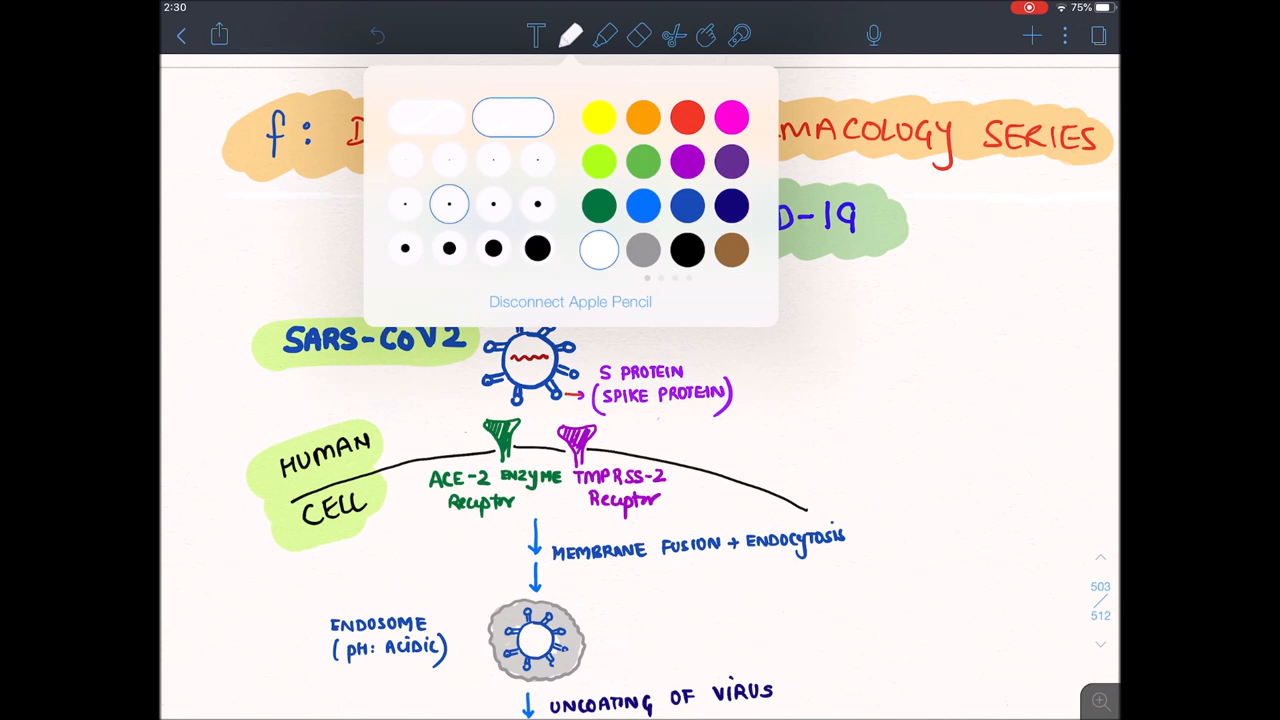 2:30
75%
T
f: D MACOLOGY SERIES
D-19
Disconnect Apple Pencil
SARS-CoV2
S PROTEIN
(SPIKE PROTEIN)
HUMAN
CELL
ACE-2 ENZYME
Receptor
TMPRSS-2
Receptor
MEMBRANE FUSION + ENDOCYTOSIS
503
512
ENDOSOME
(pH: ACIDIC)
UNCOATING OF VIRUS